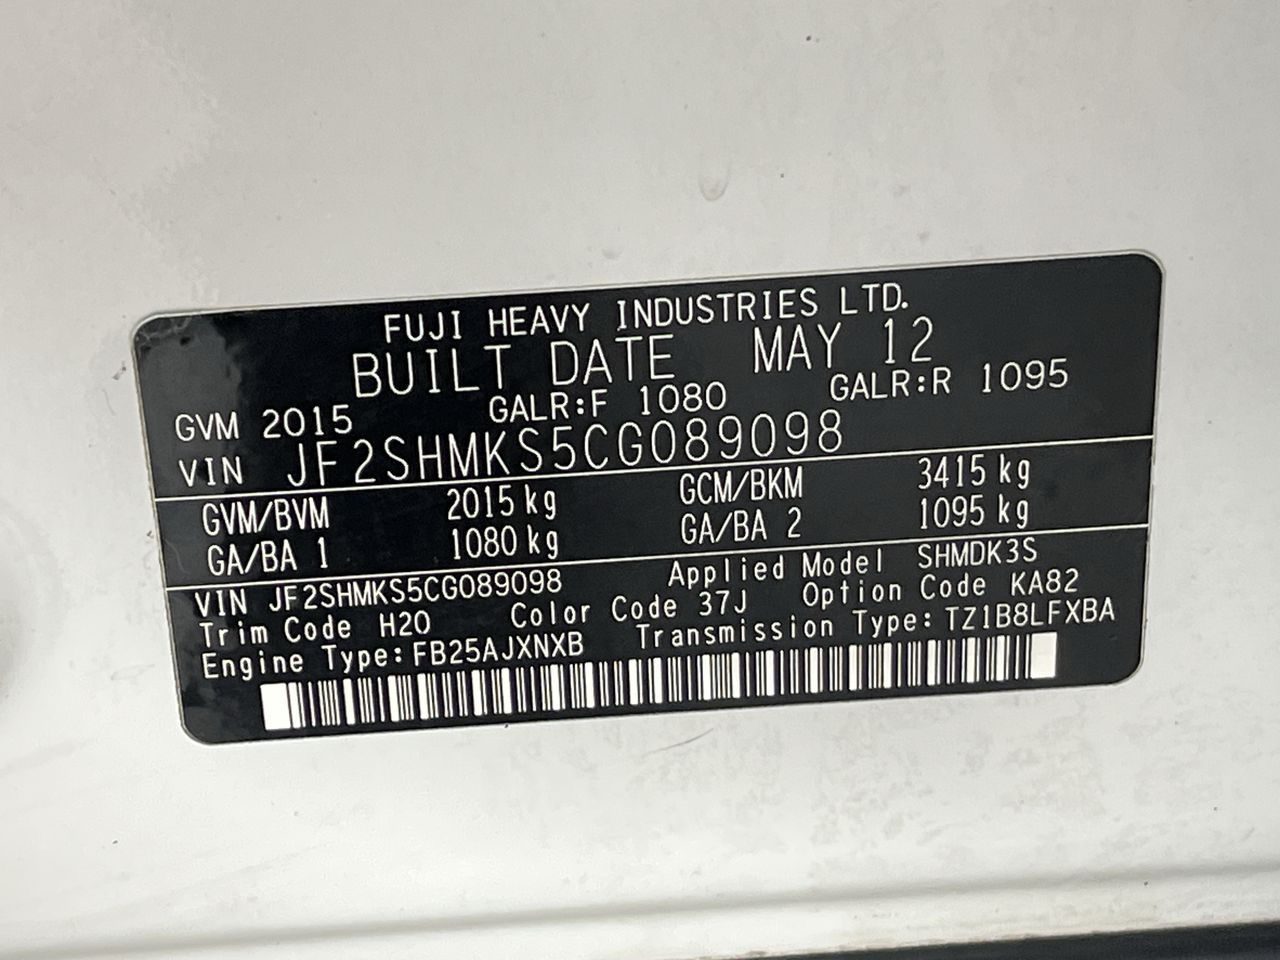 FUJI HEAVY INDUSTRIES LTD.
BUILT DATE MAY 12
GVM 2015 GALR:F 1080 GALR:R 1095
VIN JF2SHMKS5CG089098
GVM/BVM 2015 kg GCM/BKM 3415 kg
GA/BA 1 1080 kg GA/BA 2 1095 kg
VIN JF2SHMKS5CG089098 Applied Model SHMDK3S
Trim Code H20 Color Code 37J Option Code KA82
Engine Type:FB25AJXNXB Transmission Type:TZ1B8LFXBA